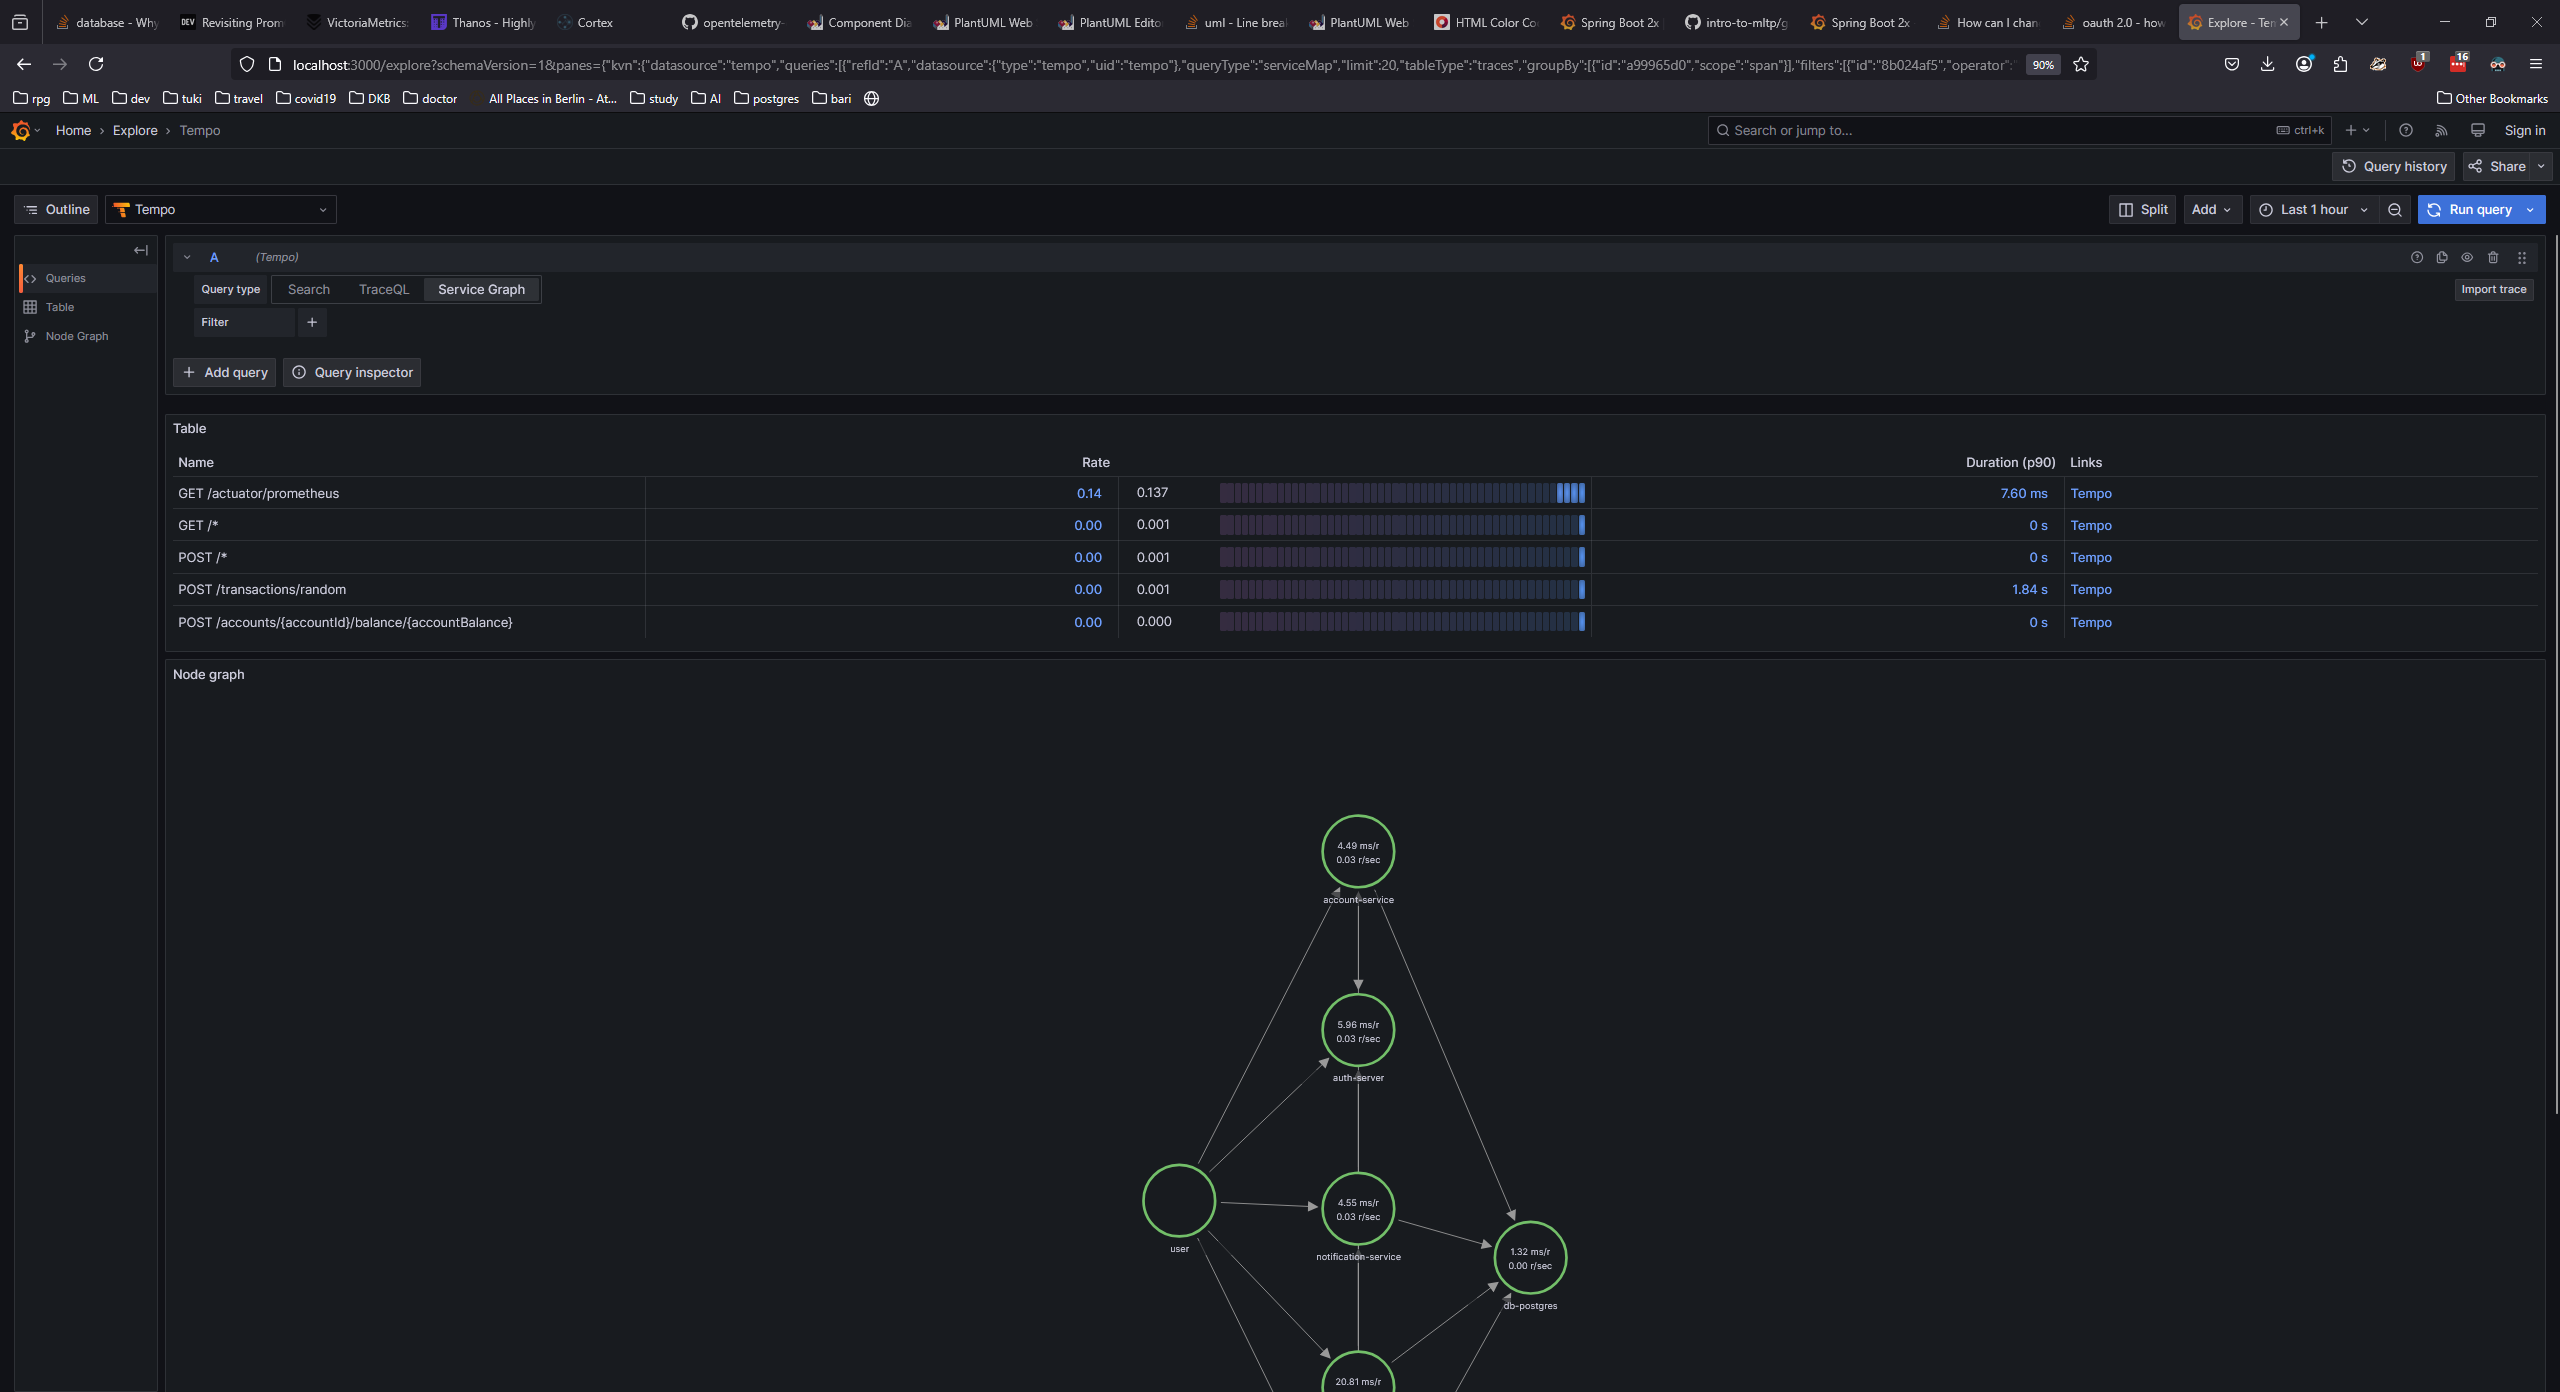 database - Why
Revisiting Prom
VictoriaMetrics:
Thanos - Highly
Cortex
opentelemetry-
Component Dia
PlantUML Web
PlantUML Edito
uml - Line brea
PlantUML Web
HTML Color Co
Spring Boot 2x
intro-to-mltp/g
Spring Boot 2x
How can I chan
oauth 2.0 - how
Explore - Tem
localhost:3000/explore?schemaVersion=1&panes={"kvn":{"datasource":"tempo","queries":[{"refId":"A","datasource":{"type":"tempo","uid":"tempo"},"queryType":"serviceMap","limit":20,"tableType":"traces","groupBy":[{"id":"a99965d0","scope":"span"}],"filters":[{"id":"8b024af5","operator":"
90%
1
16
rpg
ML
dev
tuki
travel
covid19
DKB
doctor
All Places in Berlin - At...
study
AI
postgres
bari
Other Bookmarks
Home › Explore › Tempo
Search or jump to...
ctrl+k
Sign in
Query history
Share
Outline
Tempo
Split
Add
Last 1 hour
Run query
Queries
Table
Node Graph
A
(Tempo)
Query type
Search
TraceQL
Service Graph
Import trace
Filter
+
+ Add query
Query inspector
Table
Name Rate Duration (p90) Links
GET /actuator/prometheus 0.14 0.137 7.60 ms Tempo
GET /* 0.00 0.001 0 s Tempo
POST /* 0.00 0.001 0 s Tempo
POST /transactions/random 0.00 0.001 1.84 s Tempo
POST /accounts/{accountId}/balance/{accountBalance} 0.00 0.000 0 s Tempo
Node graph
4.49 ms/r
0.03 r/sec
account-service
5.96 ms/r
0.03 r/sec
auth-server
user
4.55 ms/r
0.03 r/sec
notification-service
1.32 ms/r
0.00 r/sec
db-postgres
20.81 ms/r